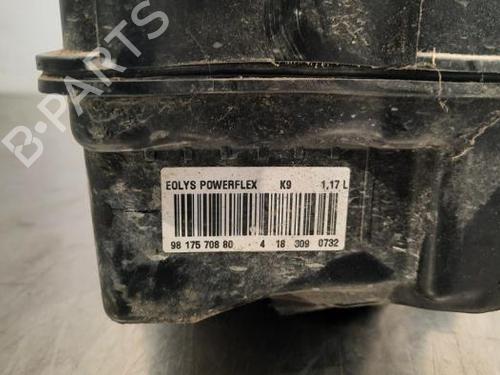 B-PARTS
EOLYS POWERFLEX K9 1,17 L
98 175 708 80 4 18 309 0732